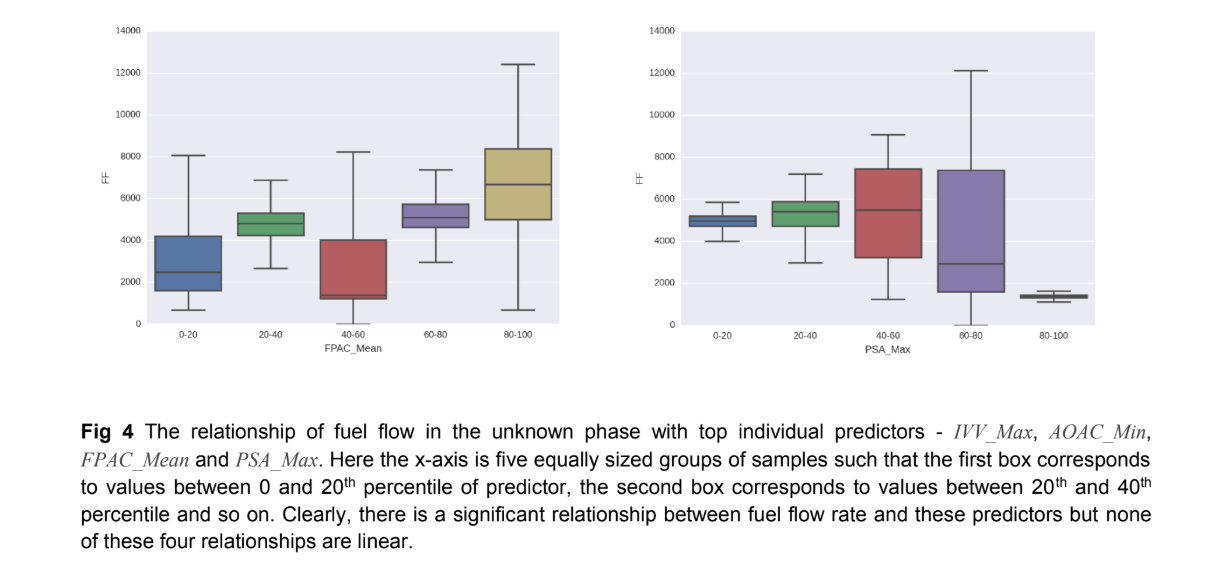 14000
12000
10000
8000
6000
4000
2000
0
FF
0-20 20-40 40-60 60-80 80-100
FPAC_Mean
14000
12000
10000
8000
6000
4000
2000
0
FF
0-20 20-40 40-60 60-80 80-100
PSA_Max
Fig 4 The relationship of fuel flow in the unknown phase with top individual predictors - IVV_Max, AOAC_Min,
FPAC_Mean and PSA_Max. Here the x-axis is five equally sized groups of samples such that the first box corresponds
to values between 0 and 20th percentile of predictor, the second box corresponds to values between 20th and 40th
percentile and so on. Clearly, there is a significant relationship between fuel flow rate and these predictors but none
of these four relationships are linear.